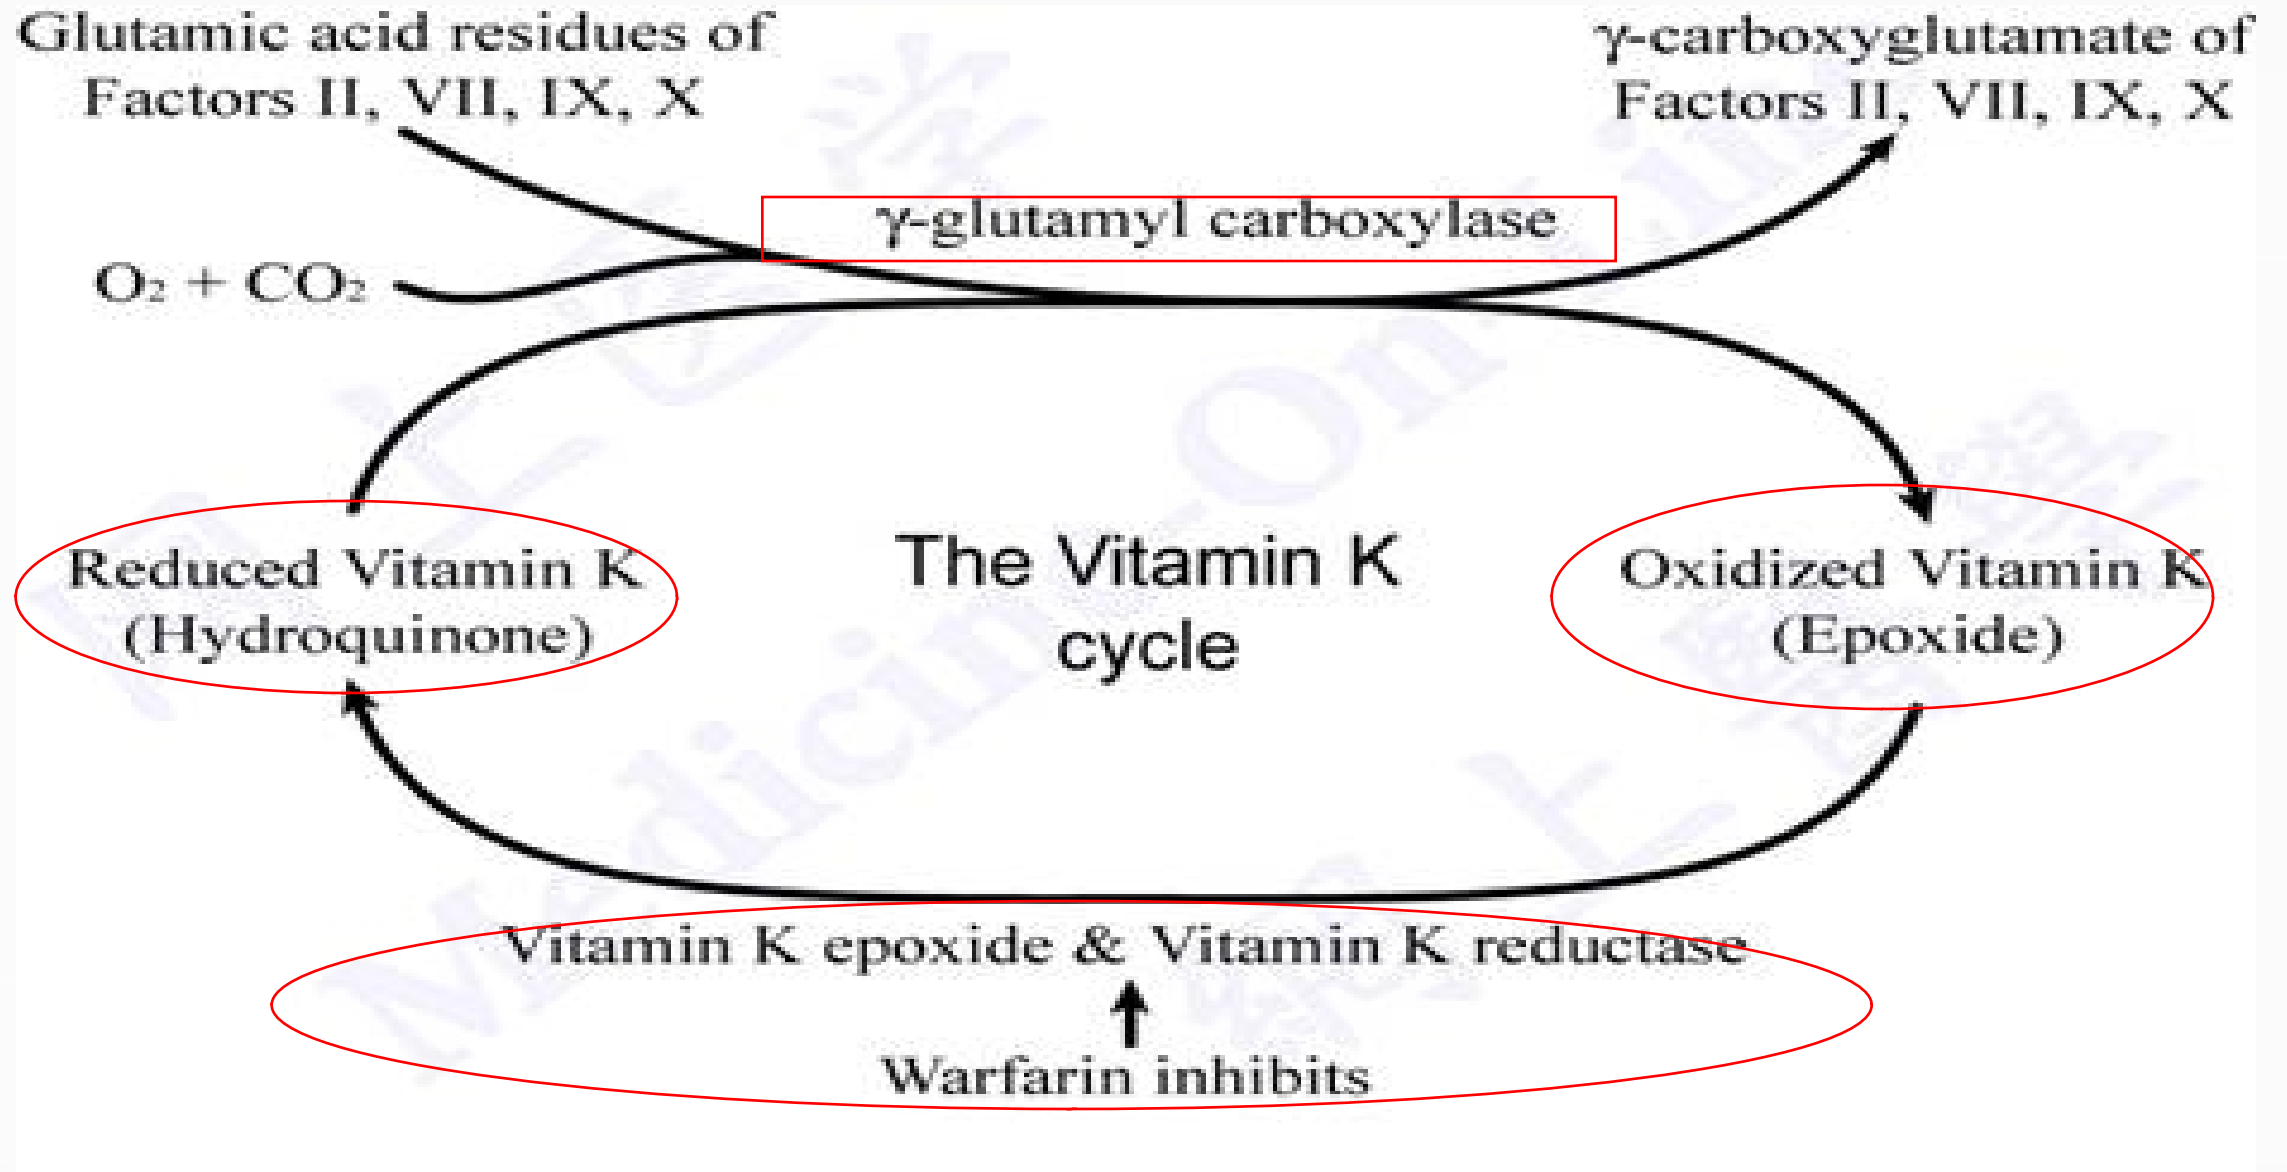 Glutamic acid residues of
Factors II, VII, IX, X
γ-carboxyglutamate of
Factors II, VII, IX, X
γ-glutamyl carboxylase
O₂ + CO₂
Reduced Vitamin K
(Hydroquinone)
The Vitamin K
cycle
Oxidized Vitamin K
(Epoxide)
Vitamin K epoxide & Vitamin K reductase
Warfarin inhibits